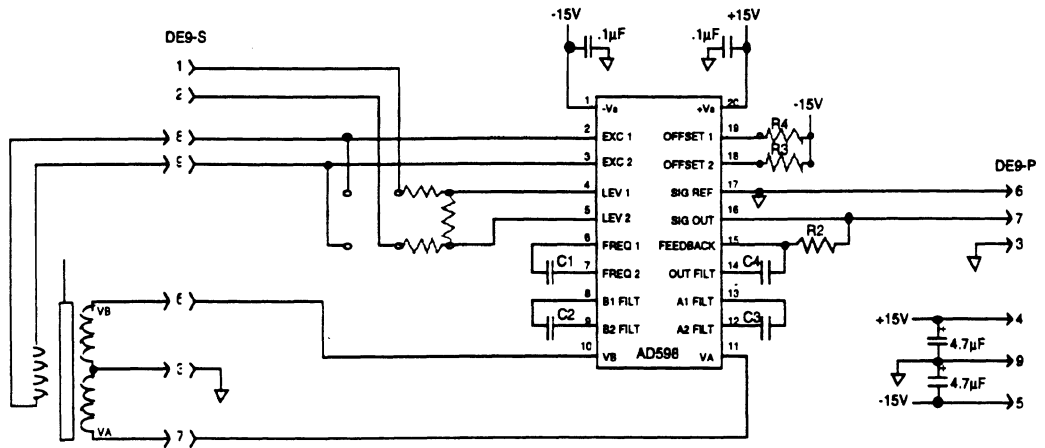 -15V
+15V
DE9-S
.1µF
.1µF
1
2
1
-Vs
+Vs
20
-15V
8
2
EXC 1
OFFSET 1
19
R4
9
3
EXC 2
OFFSET 2
18
R3
DE9-P
4
LEV 1
SIG REF
17
6
5
LEV 2
SIG OUT
16
7
6
FREQ 1
FEEDBACK
15
R2
3
C1
7
FREQ 2
OUT FILT
14
C4
6
8
B1 FILT
A1 FILT
13
VB
C2
9
B2 FILT
A2 FILT
12
C3
+15V
4
10
VB
AD598
VA
11
4.7µF
3
9
4.7µF
VA
7
-15V
5